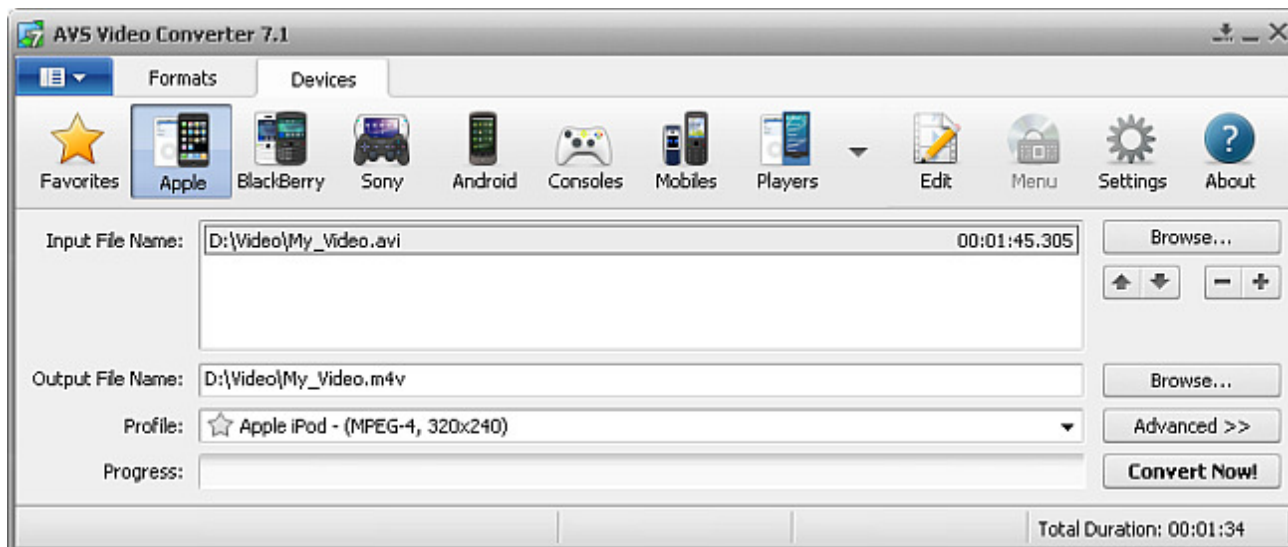 AVS Video Converter 7.1
Formats Devices
Favorites Apple BlackBerry Sony Android Consoles Mobiles Players Edit Menu Settings About
Input File Name: D:\Video\My_Video.avi 00:01:45.305 Browse...
Output File Name: D:\Video\My_Video.m4v Browse...
Profile: Apple iPod - (MPEG-4, 320x240) Advanced >>
Progress: Convert Now!
Total Duration: 00:01:34